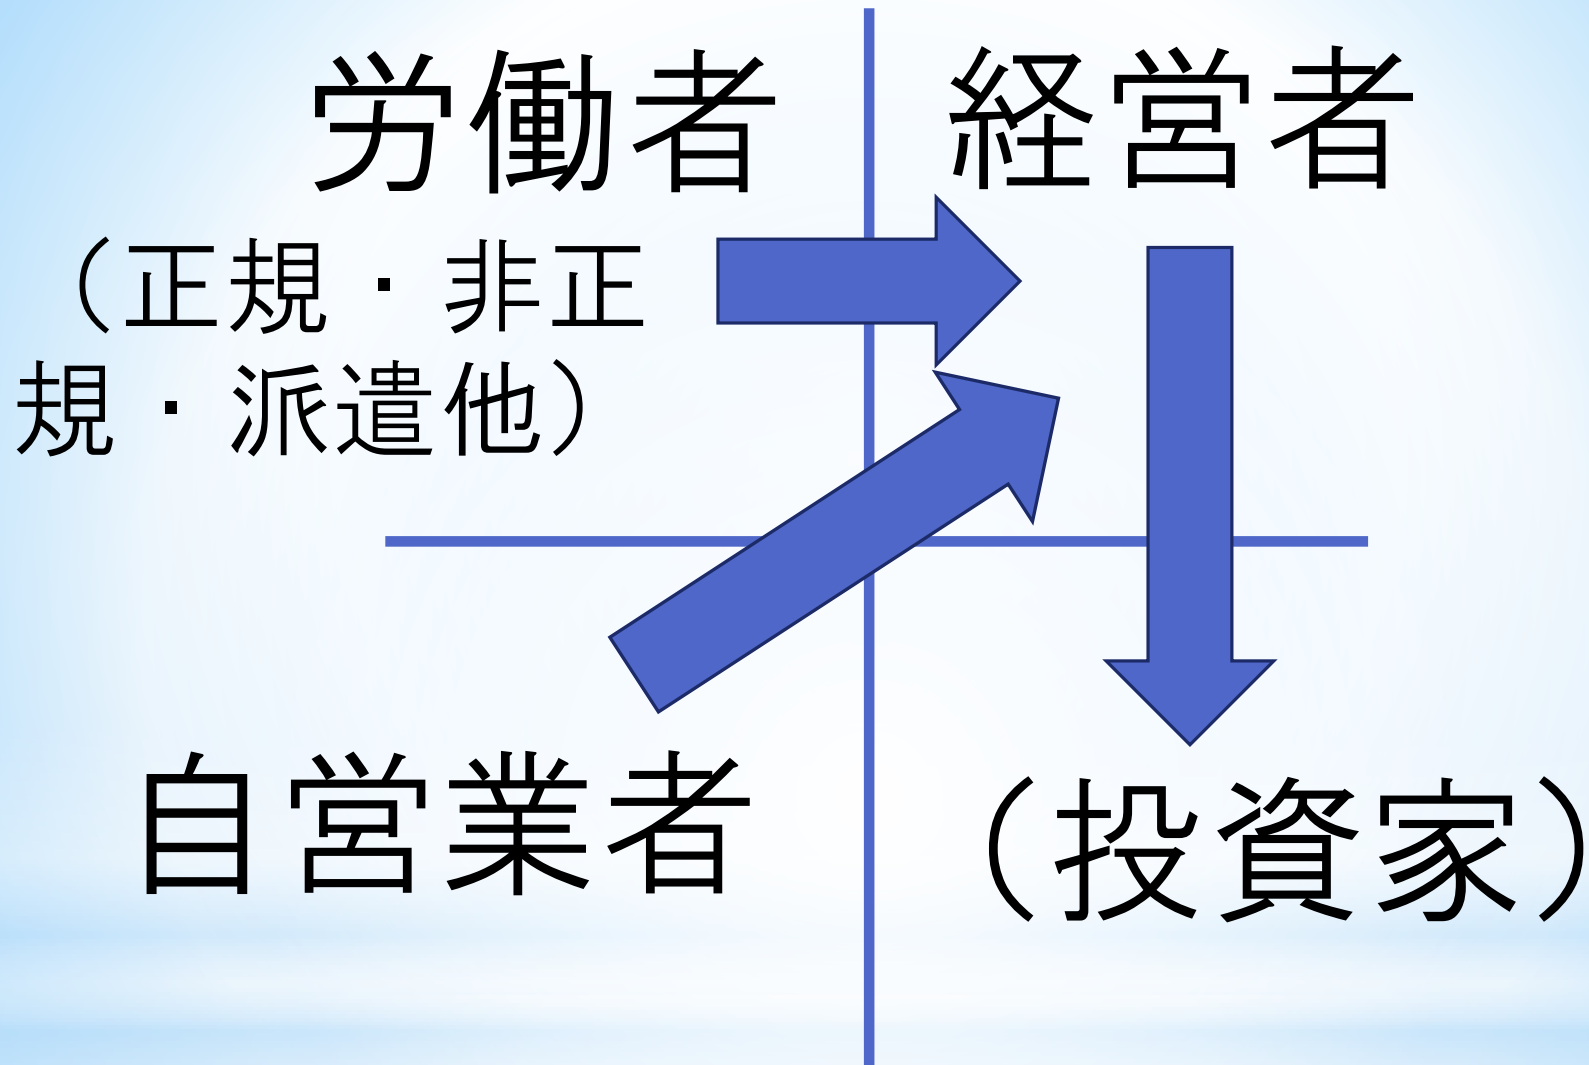 労働者
経営者
（正規・非正
規・派遣他）
自営業者
（投資家）